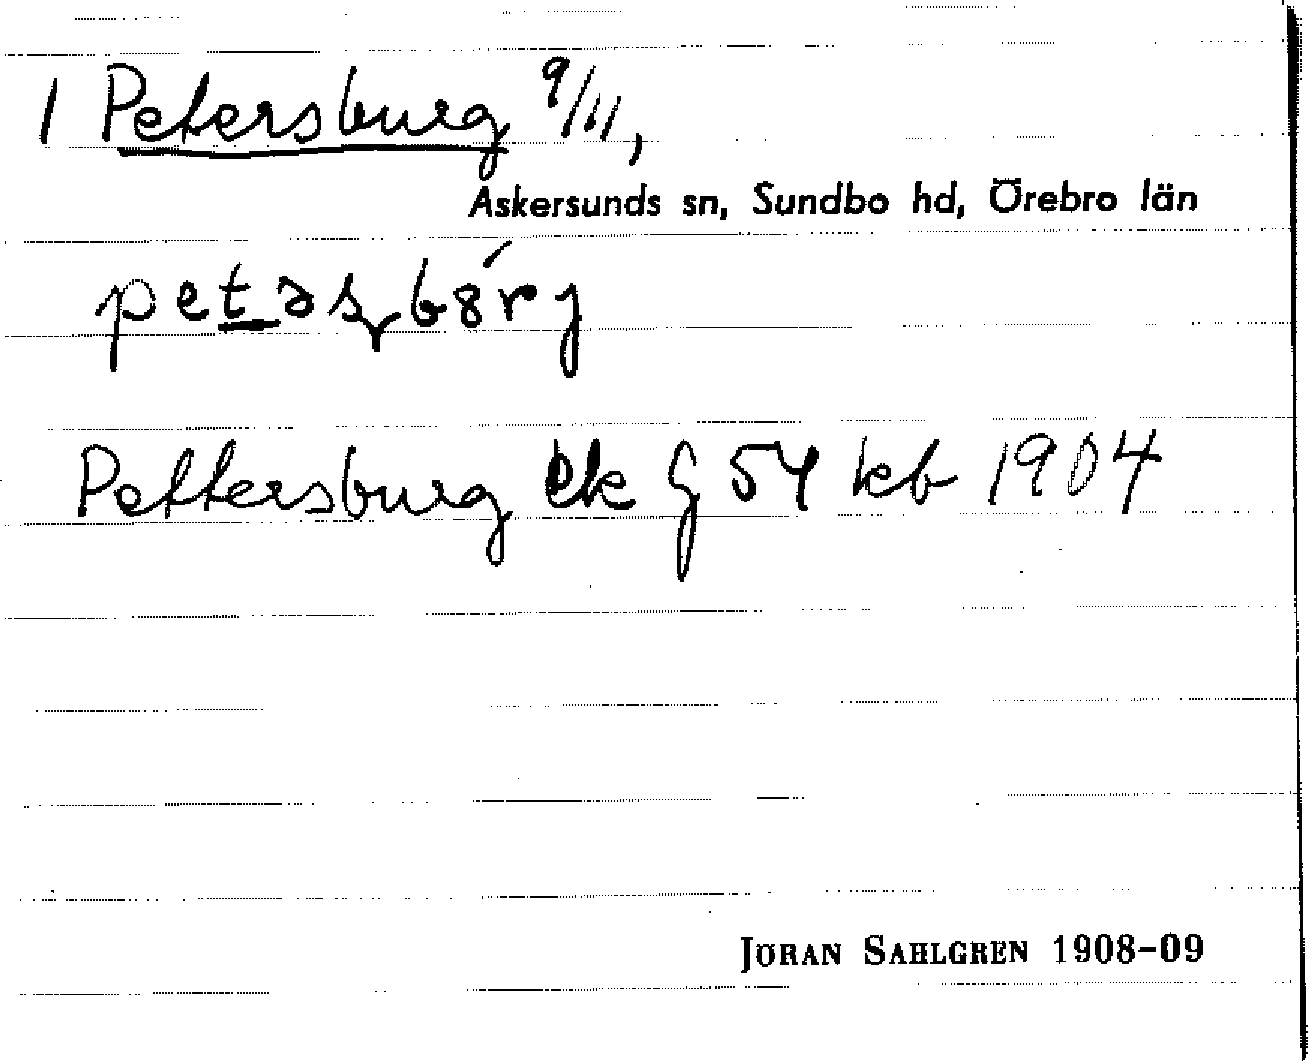 1 Petersburg 9/11,
Askersunds sn, Sundbo hd, Örebro län
petəsbȣ́rj
Pettersburg ek G 54 kb 1904
JÖRAN SAHLGREN 1908-09